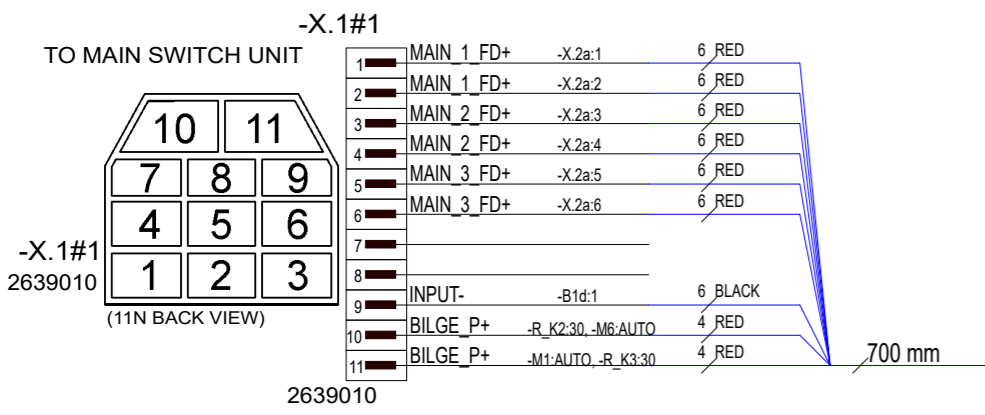 -X.1#1
TO MAIN SWITCH UNIT
10 11
7 8 9
4 5 6
1 2 3
-X.1#1
2639010
(11N BACK VIEW)
1 MAIN_1_FD+ -X.2a:1 6 RED
2 MAIN_1_FD+ -X.2a:2 6 RED
3 MAIN_2_FD+ -X.2a:3 6 RED
4 MAIN_2_FD+ -X.2a:4 6 RED
5 MAIN_3_FD+ -X.2a:5 6 RED
6 MAIN_3_FD+ -X.2a:6 6 RED
7
8
9 INPUT- -B1d:1 6 BLACK
10 BILGE_P+ -R_K2:30, -M6:AUTO 4 RED
11 BILGE_P+ -M1:AUTO, -R_K3:30 4 RED
700 mm
2639010